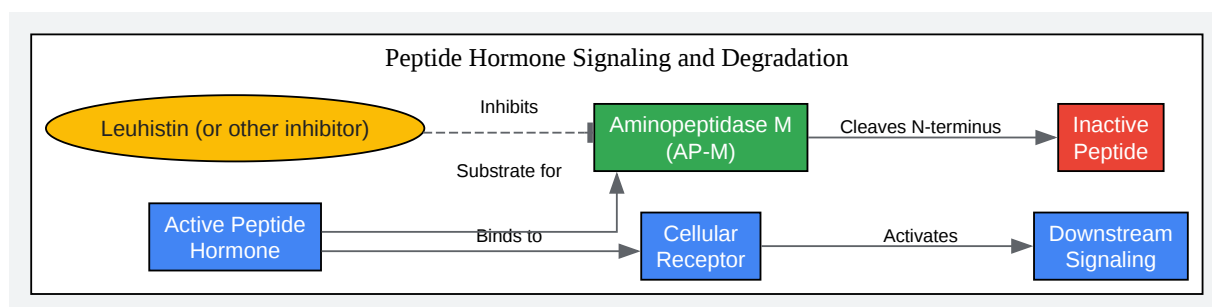 Peptide Hormone Signaling and Degradation
Leuhistin (or other inhibitor)
Inhibits
Aminopeptidase M
(AP-M)
Cleaves N-terminus
Inactive
Peptide
Substrate for
Active Peptide
Hormone
Binds to
Cellular
Receptor
Activates
Downstream
Signaling